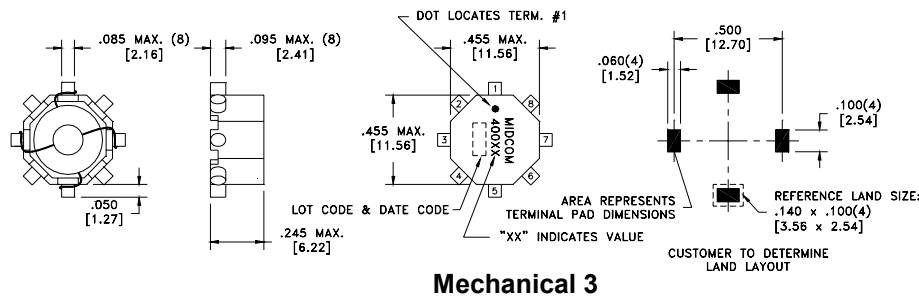 DOT LOCATES TERM. #1
.085 MAX. (8)
[2.16]
.095 MAX. (8)
[2.41]
.455 MAX.
[11.56]
.500
[12.70]
.060(4)
[1.52]
.100(4)
[2.54]
.455 MAX.
[11.56]
1
2
3
4
5
6
7
8
MIDCOM
400XX
.050
[1.27]
.245 MAX.
[6.22]
LOT CODE & DATE CODE
"XX" INDICATES VALUE
AREA REPRESENTS
TERMINAL PAD DIMENSIONS
REFERENCE LAND SIZE:
.140 x .100(4)
[3.56 x 2.54]
CUSTOMER TO DETERMINE
LAND LAYOUT
Mechanical 3